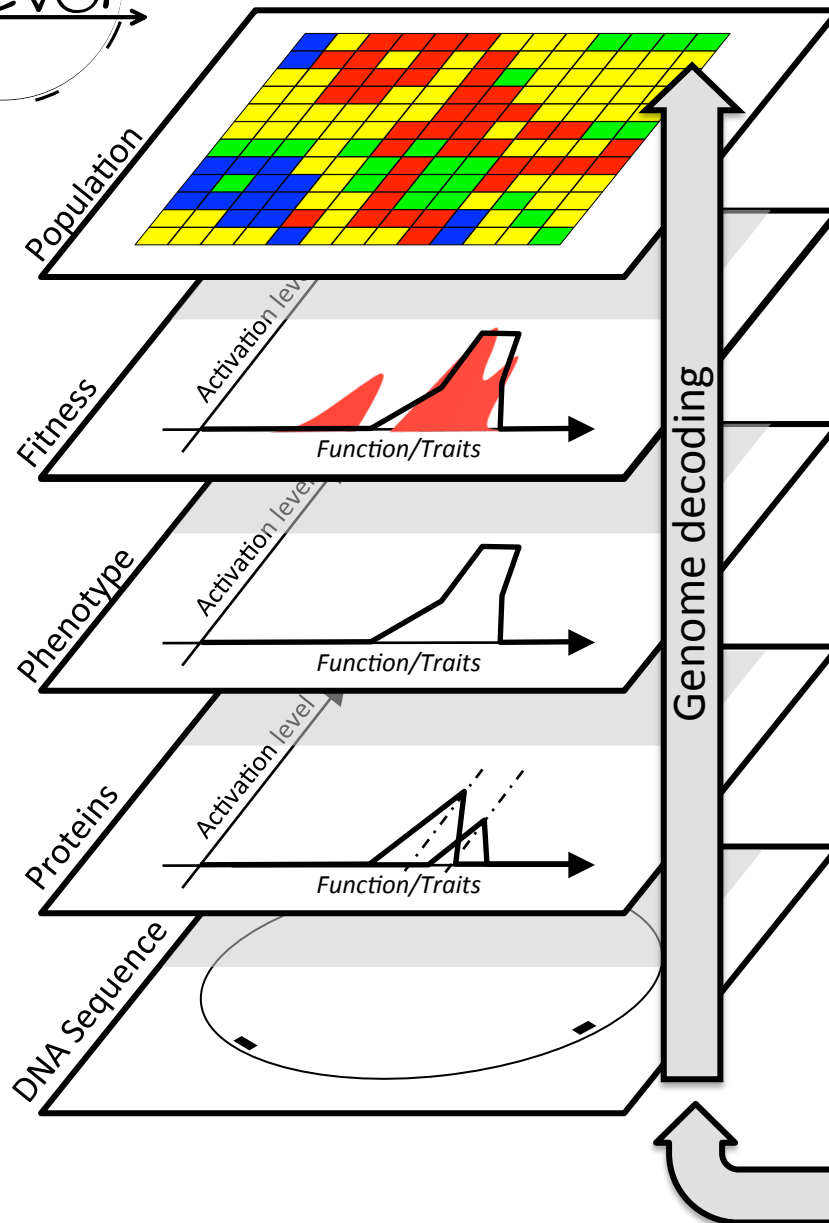 Population
Activation level
Fitness
Function/Traits
Activation level
Phenotype
Function/Traits
Genome decoding
Activation level
Proteins
Function/Traits
DNA Sequence